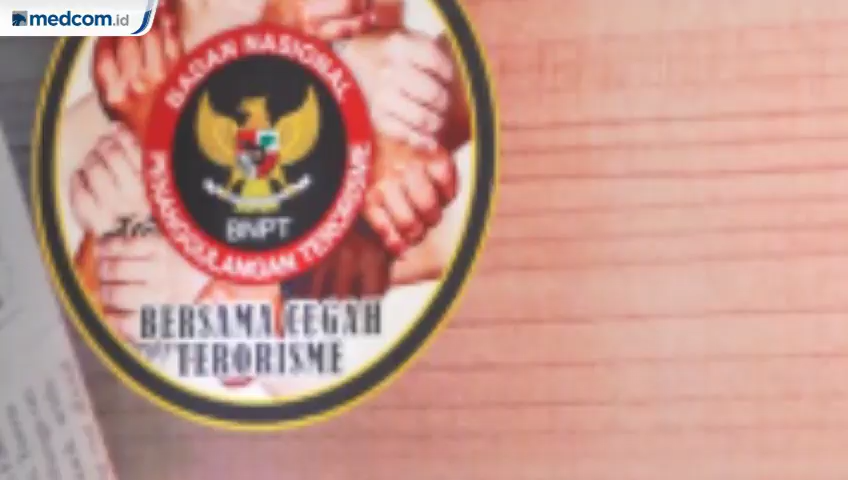 medcom.id
BADAN NASIONAL
PENANGGULANGAN TERORISME
BNPT
BERSAMA CEGAH
TERORISME